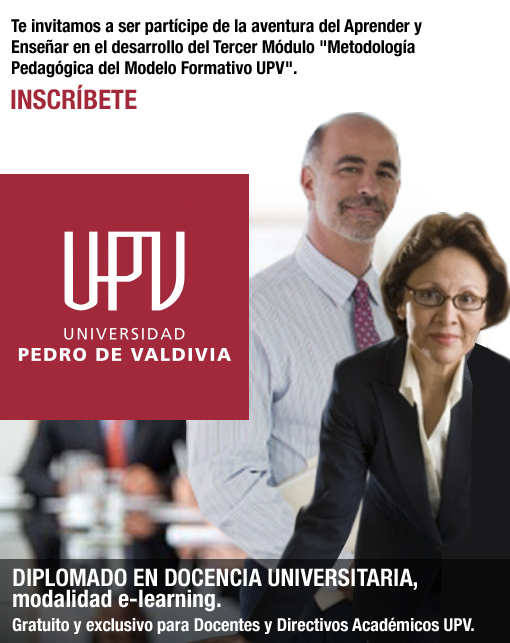 Te invitamos a ser partícipe de la aventura del Aprender y
Enseñar en el desarrollo del Tercer Módulo "Metodología
Pedagógica del Modelo Formativo UPV".
INSCRÍBETE
UPV
UNIVERSIDAD
PEDRO DE VALDIVIA
DIPLOMADO EN DOCENCIA UNIVERSITARIA,
modalidad e-learning.
Gratuito y exclusivo para Docentes y Directivos Académicos UPV.